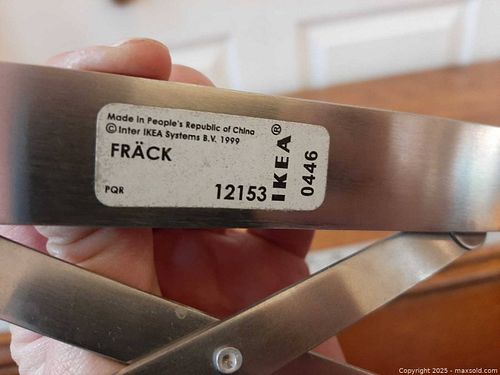 Made in People's Republic of China
© Inter IKEA Systems B.V. 1999
FRÄCK
PQR
12153
IKEA®
0446
Copyright 2025 - maxsold.com